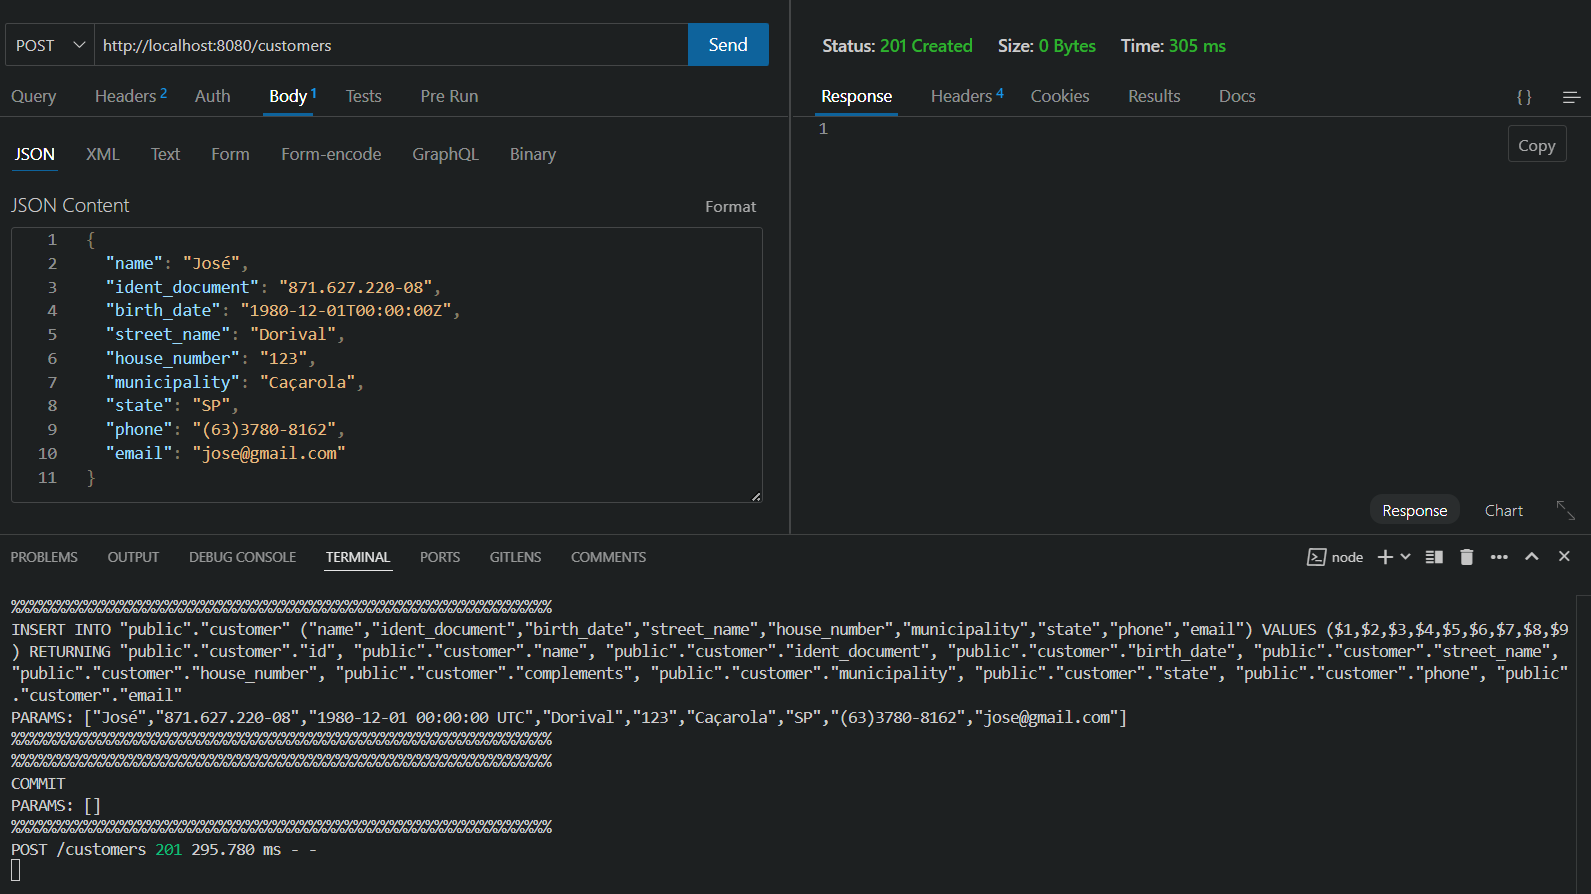 POST http://localhost:8080/customers Send
Query Headers 2 Auth Body 1 Tests Pre Run
JSON XML Text Form Form-encode GraphQL Binary
JSON Content Format
1 {
2 "name": "José",
3 "ident_document": "871.627.220-08",
4 "birth_date": "1980-12-01T00:00:00Z",
5 "street_name": "Dorival",
6 "house_number": "123",
7 "municipality": "Caçarola",
8 "state": "SP",
9 "phone": "(63)3780-8162",
10 "email": "jose@gmail.com"
11 }
Status: 201 Created Size: 0 Bytes Time: 305 ms
Response Headers 4 Cookies Results Docs {}
1
Copy
Response Chart
PROBLEMS OUTPUT DEBUG CONSOLE TERMINAL PORTS GITLENS COMMENTS node
%%%%%%%%%%%%%%%%%%%%%%%%%%%%%%%%%%%%%%%%%%%%%%%%%%%%%%%%%%%%
INSERT INTO "public"."customer" ("name","ident_document","birth_date","street_name","house_number","municipality","state","phone","email") VALUES ($1,$2,$3,$4,$5,$6,$7,$8,$9
) RETURNING "public"."customer"."id", "public"."customer"."name", "public"."customer"."ident_document", "public"."customer"."birth_date", "public"."customer"."street_name",
"public"."customer"."house_number", "public"."customer"."complements", "public"."customer"."municipality", "public"."customer"."state", "public"."customer"."phone", "public"
."customer"."email"
PARAMS: ["José","871.627.220-08","1980-12-01 00:00:00 UTC","Dorival","123","Caçarola","SP","(63)3780-8162","jose@gmail.com"]
%%%%%%%%%%%%%%%%%%%%%%%%%%%%%%%%%%%%%%%%%%%%%%%%%%%%%%%%%%%%
%%%%%%%%%%%%%%%%%%%%%%%%%%%%%%%%%%%%%%%%%%%%%%%%%%%%%%%%%%%%
COMMIT
PARAMS: []
%%%%%%%%%%%%%%%%%%%%%%%%%%%%%%%%%%%%%%%%%%%%%%%%%%%%%%%%%%%%
POST /customers 201 295.780 ms - -